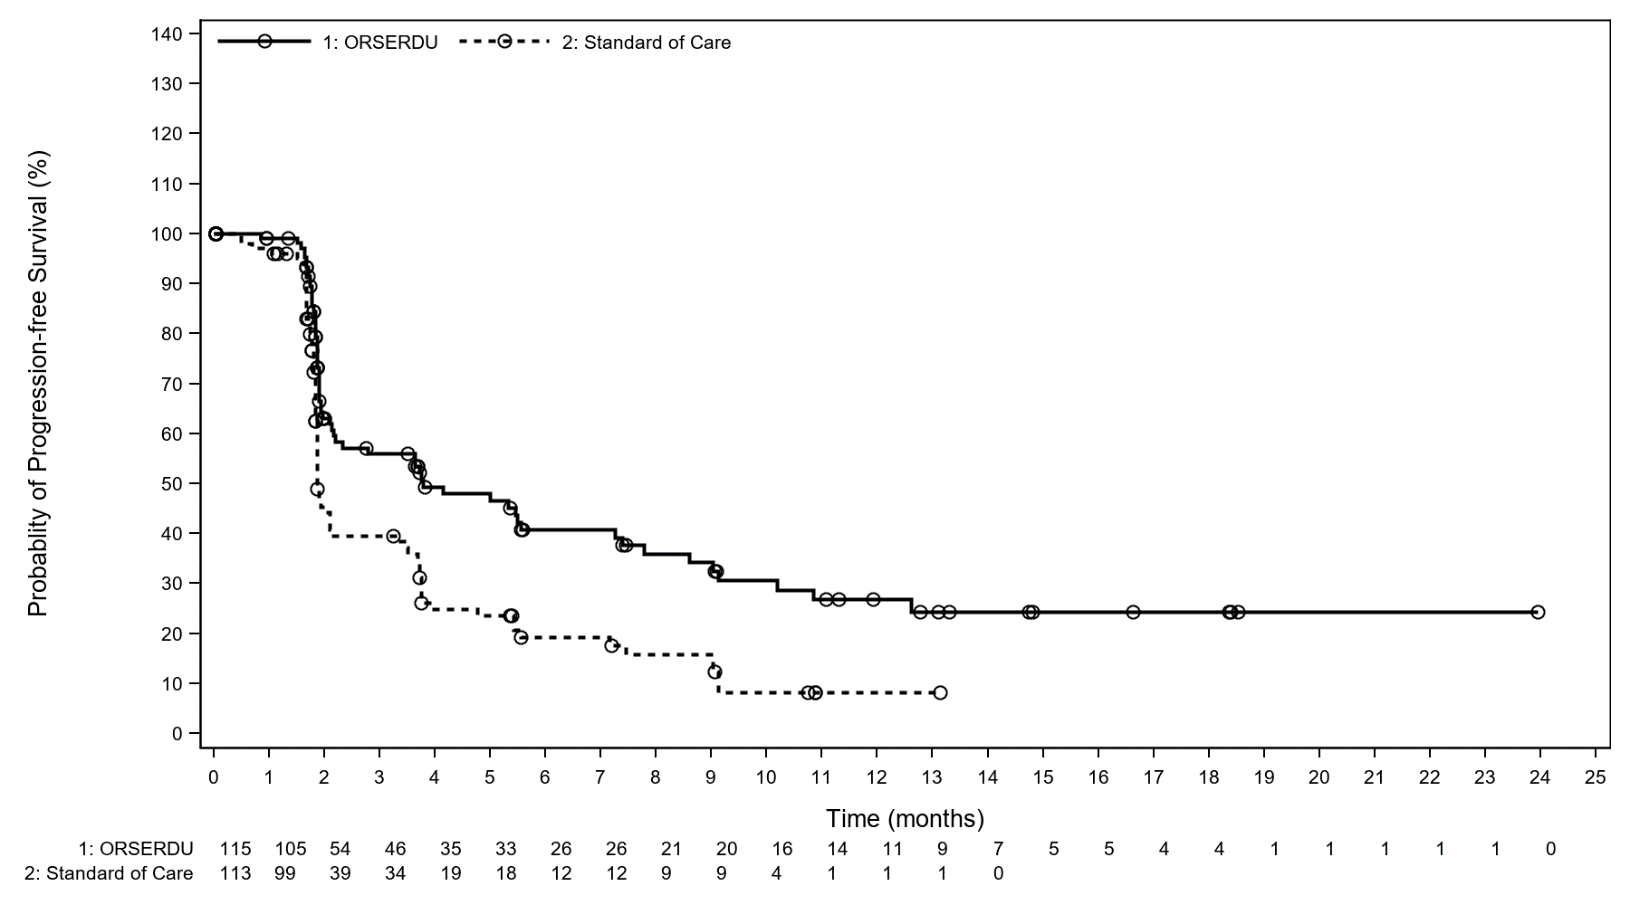 1: ORSERDU 2: Standard of Care
140
130
120
110
100
90
80
70
60
50
40
30
20
10
0
Probablity of Progression-free Survival (%)
0 1 2 3 4 5 6 7 8 9 10 11 12 13 14 15 16 17 18 19 20 21 22 23 24 25
Time (months)
1: ORSERDU 115 105 54 46 35 33 26 26 21 20 16 14 11 9 7 5 5 4 4 1 1 1 1 1 0
2: Standard of Care 113 99 39 34 19 18 12 12 9 9 4 1 1 1 0